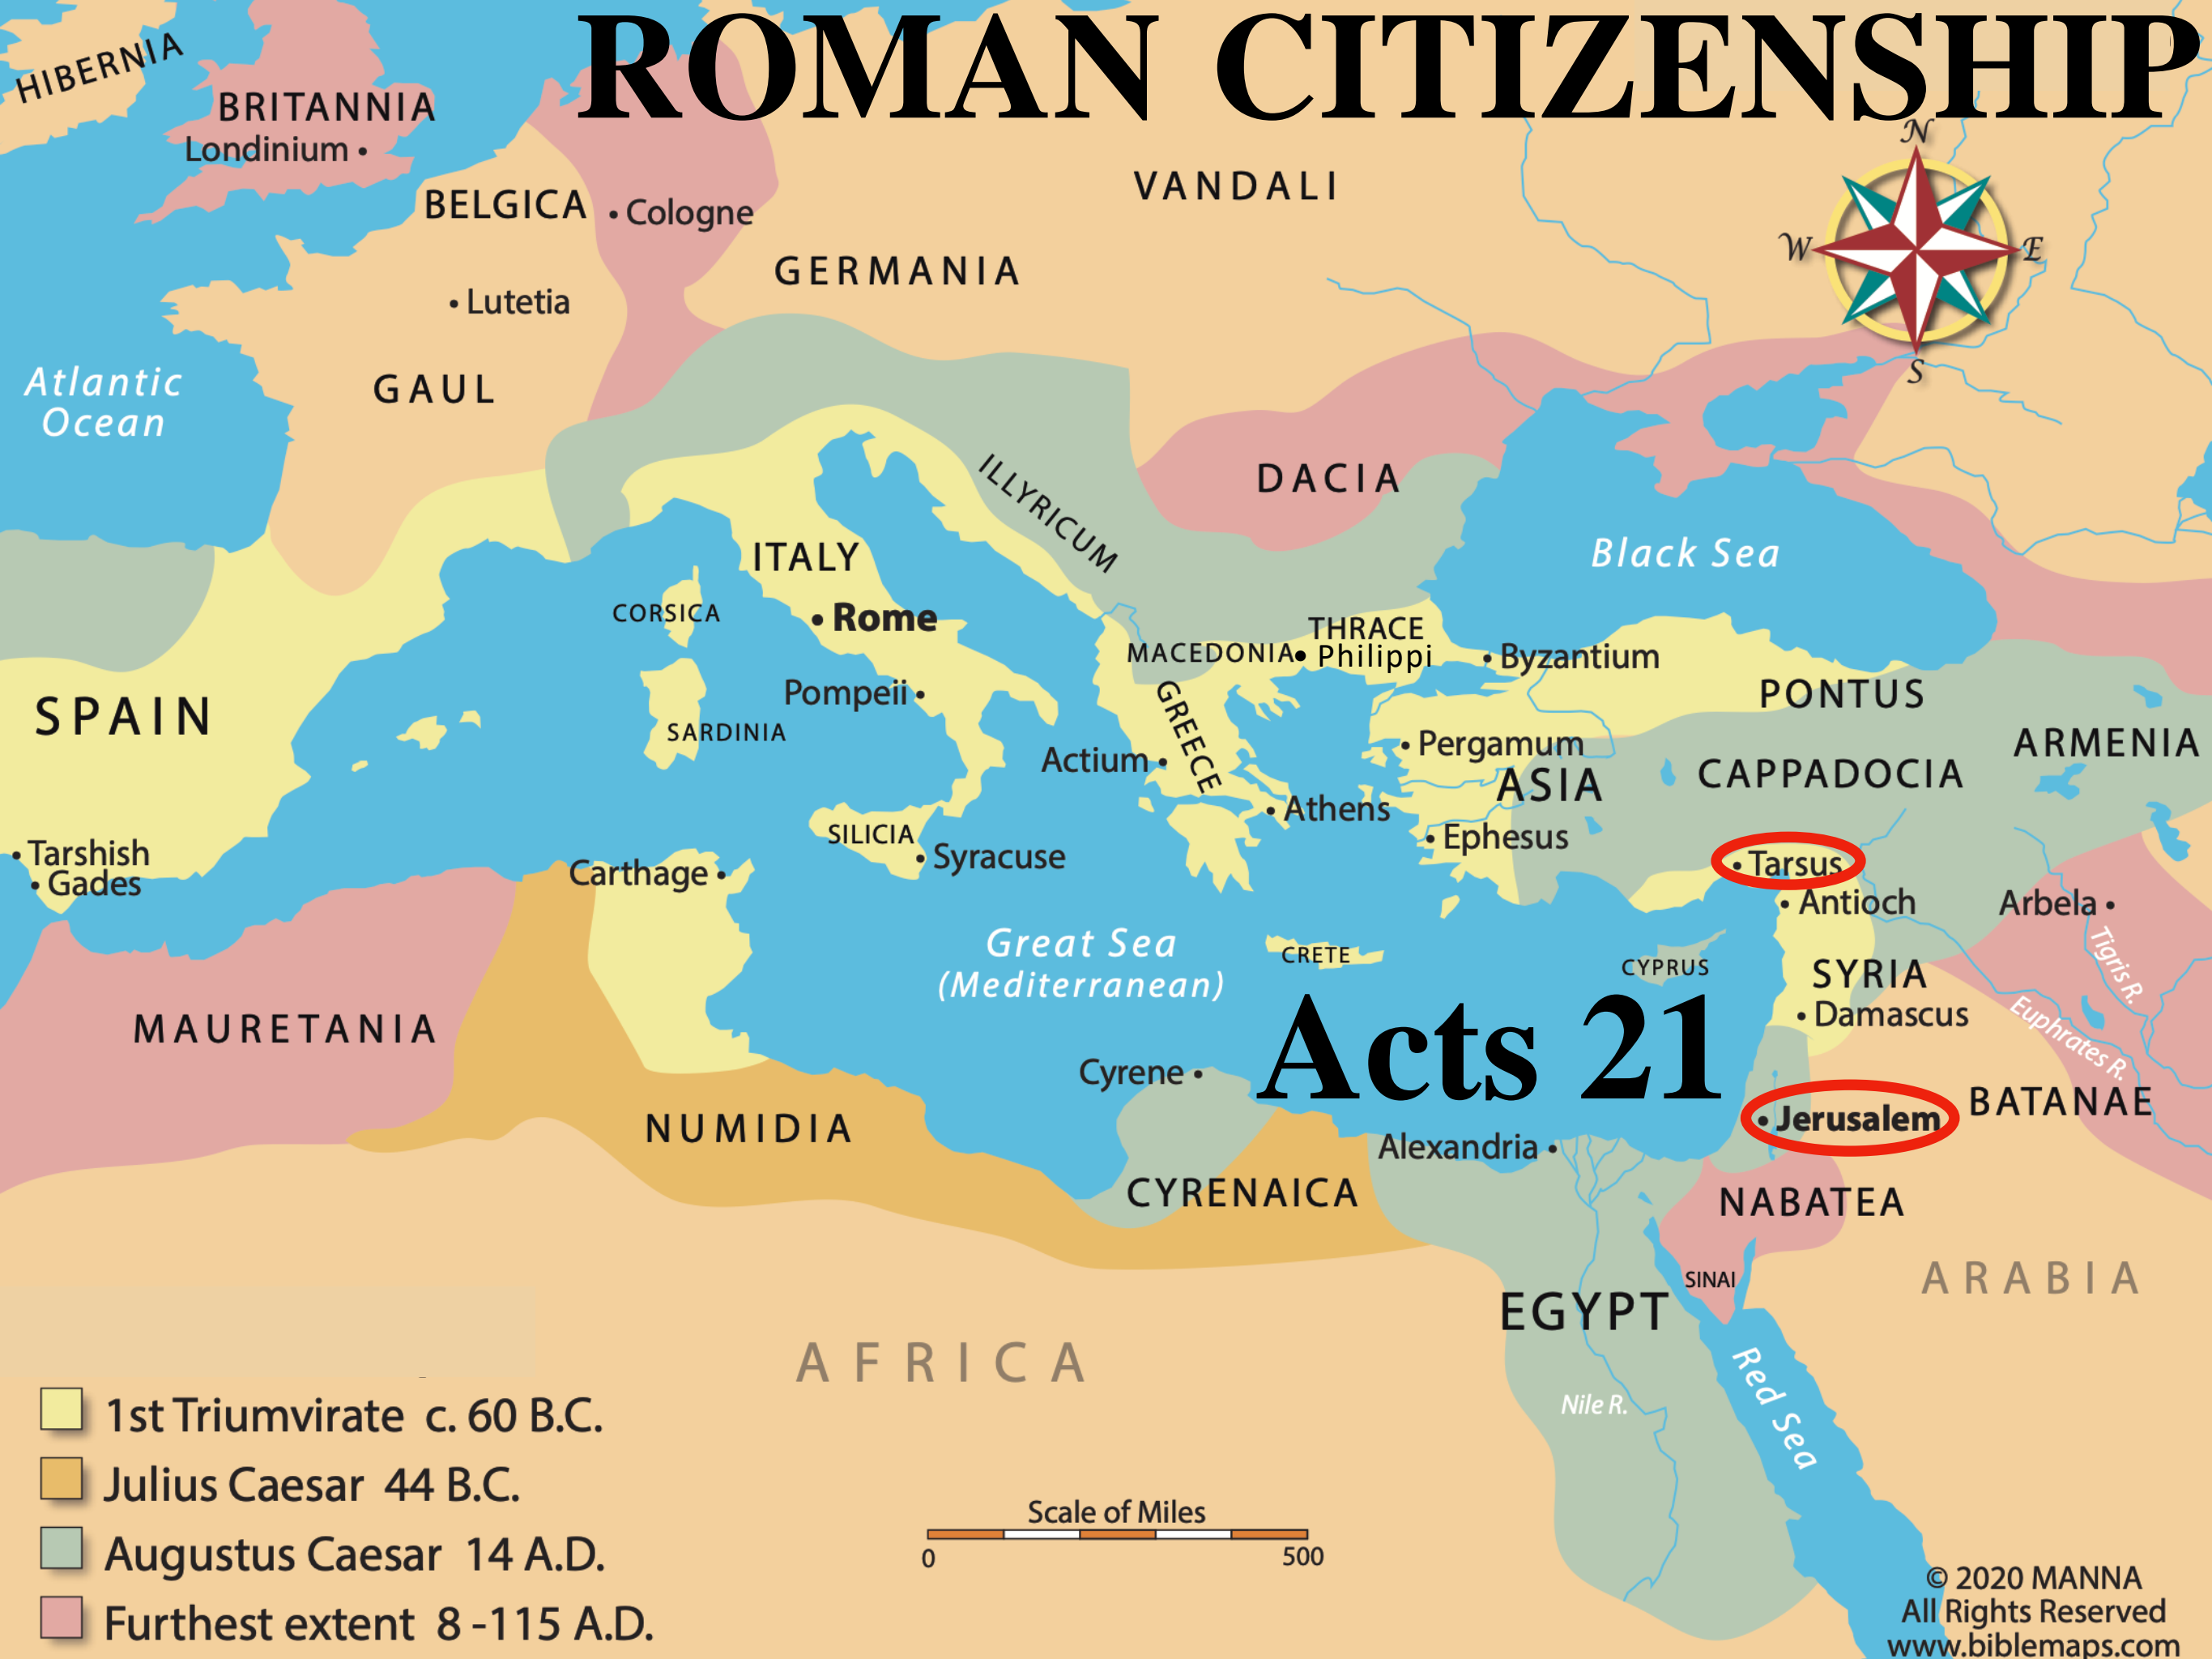 ROMAN CITIZENSHIP
HIBERNIA
BRITANNIA
Londinium
BELGICA
Cologne
VANDALI
GERMANIA
Lutetia
N
W
E
S
Atlantic
Ocean
GAUL
DACIA
ILLYRICUM
Black Sea
ITALY
CORSICA
Rome
THRACE
MACEDONIA
Philippi
Byzantium
PONTUS
SPAIN
Pompeii
SARDINIA
GREECE
Actium
Pergamum
ASIA
CAPPADOCIA
ARMENIA
Athens
Ephesus
SILICIA
Syracuse
Tarshish
Gades
Carthage
Tarsus
Antioch
Arbela
Tigris R.
Great Sea
(Mediterranean)
CRETE
CYPRUS
SYRIA
Damascus
Euphrates R.
MAURETANIA
Acts 21
Cyrene
NUMIDIA
Jerusalem
BATANAE
Alexandria
CYRENAICA
NABATEA
SINAI
ARABIA
EGYPT
AFRICA
Nile R.
Red Sea
1st Triumvirate c. 60 B.C.
Julius Caesar 44 B.C.
Augustus Caesar 14 A.D.
Furthest extent 8 -115 A.D.
Scale of Miles
0 500
© 2020 MANNA
All Rights Reserved
www.biblemaps.com